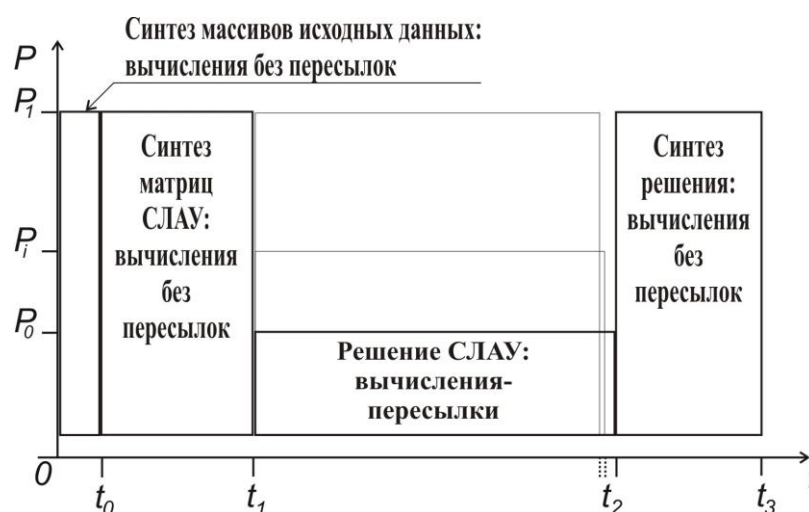 Синтез массивов исходных данных:
вычисления без пересылок
P
P1
Pi
P0
Синтез
матриц
СЛАУ:
вычисления
без
пересылок
Решение СЛАУ:
вычисления-
пересылки
Синтез
решения:
вычисления
без
пересылок
0
t0
t1
t2
t3